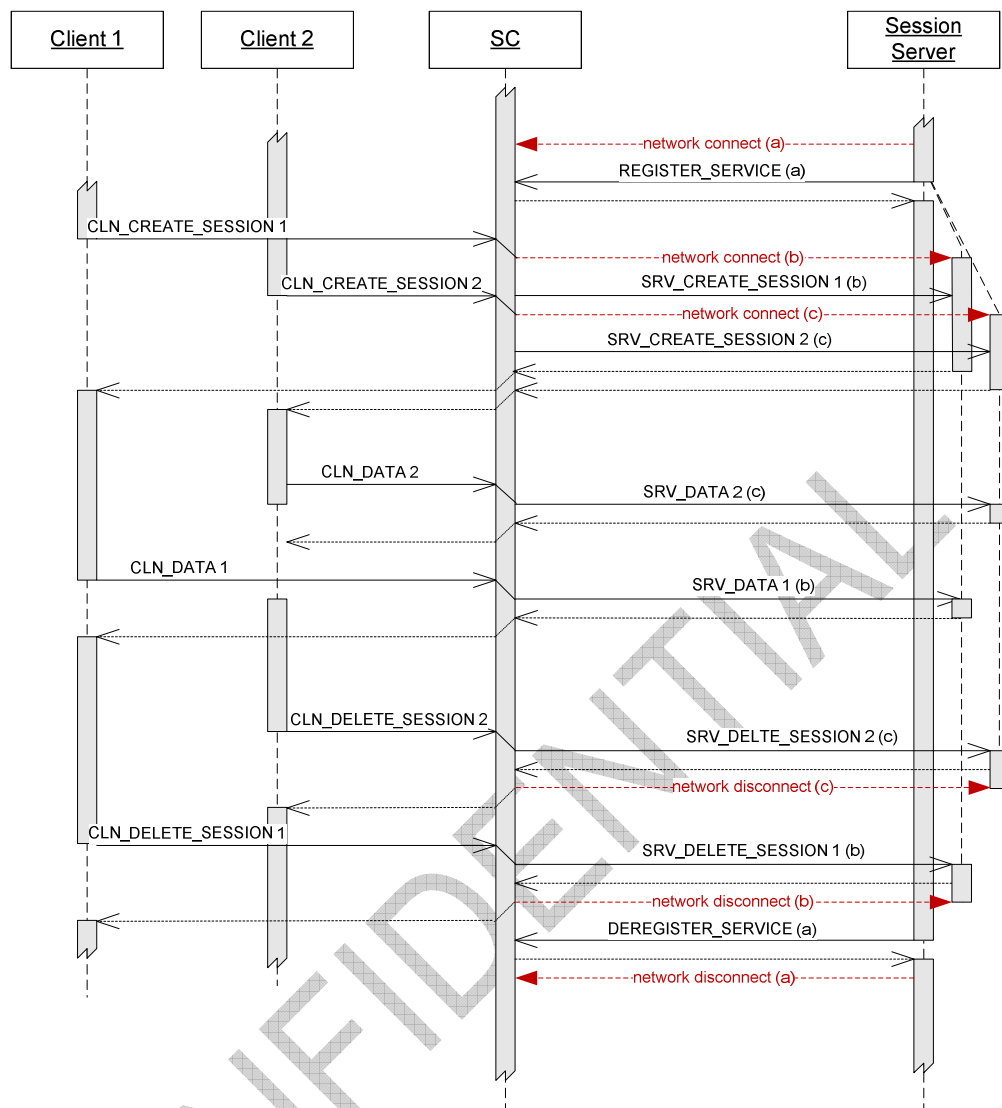 Client 1
Client 2
SC
Session
Server
network connect (a)
REGISTER_SERVICE (a)
CLN_CREATE_SESSION 1
network connect (b)
CLN_CREATE_SESSION 2
SRV_CREATE_SESSION 1 (b)
network connect (c)
SRV_CREATE_SESSION 2 (c)
CLN_DATA 2
SRV_DATA 2 (c)
CLN_DATA 1
SRV_DATA 1 (b)
CLN_DELETE_SESSION 2
SRV_DELTE_SESSION 2 (c)
network disconnect (c)
CLN_DELETE_SESSION 1
SRV_DELETE_SESSION 1 (b)
network disconnect (b)
DEREGISTER_SERVICE (a)
network disconnect (a)
NFIDENTIAL